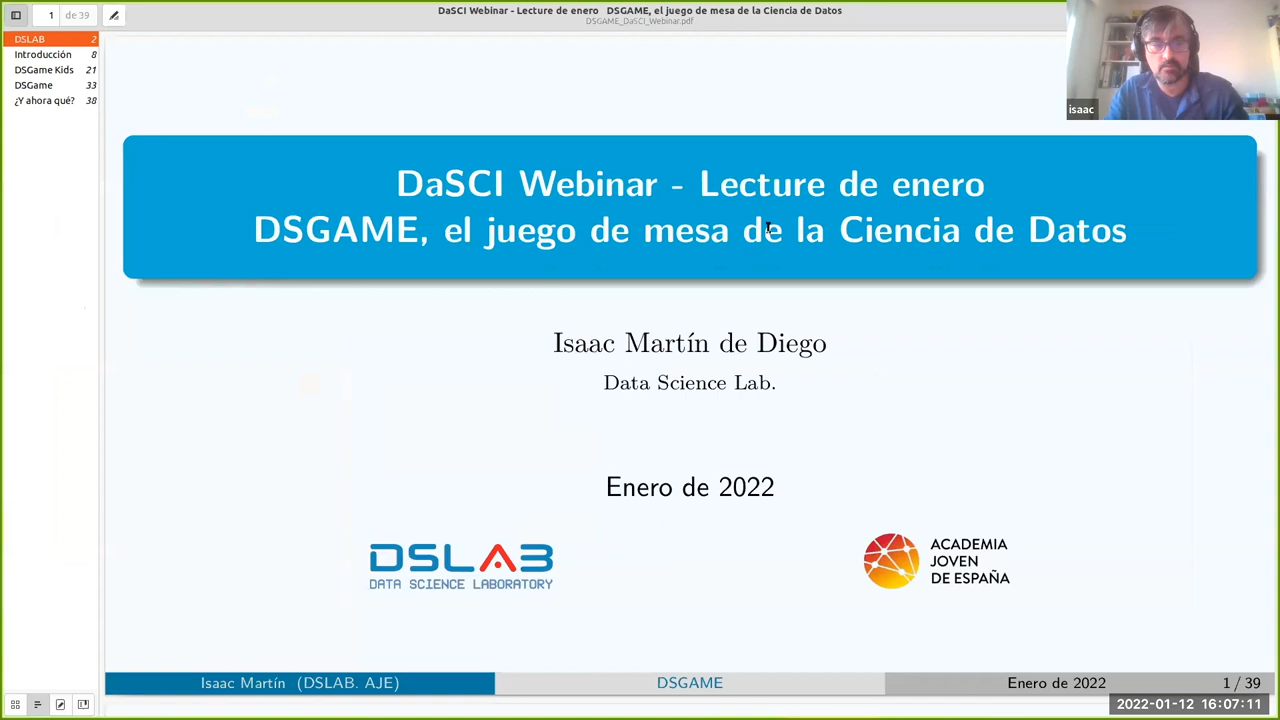 1 de 39
DaSCI Webinar - Lecture de enero DSGAME, el juego de mesa de la Ciencia de Datos
DSGAME_DaSCI_Webinar.pdf
DSLAB 2
Introducción 8
DSGame Kids 21
DSGame 33
¿Y ahora qué? 38
isaac
DaSCI Webinar - Lecture de enero
DSGAME, el juego de mesa de la Ciencia de Datos
Isaac Martín de Diego
Data Science Lab.
Enero de 2022
DSLAB
DATA SCIENCE LABORATORY
ACADEMIA
JOVEN
DE ESPAÑA
Isaac Martín (DSLAB. AJE) DSGAME Enero de 2022 1 / 39
2022-01-12 16:07:11